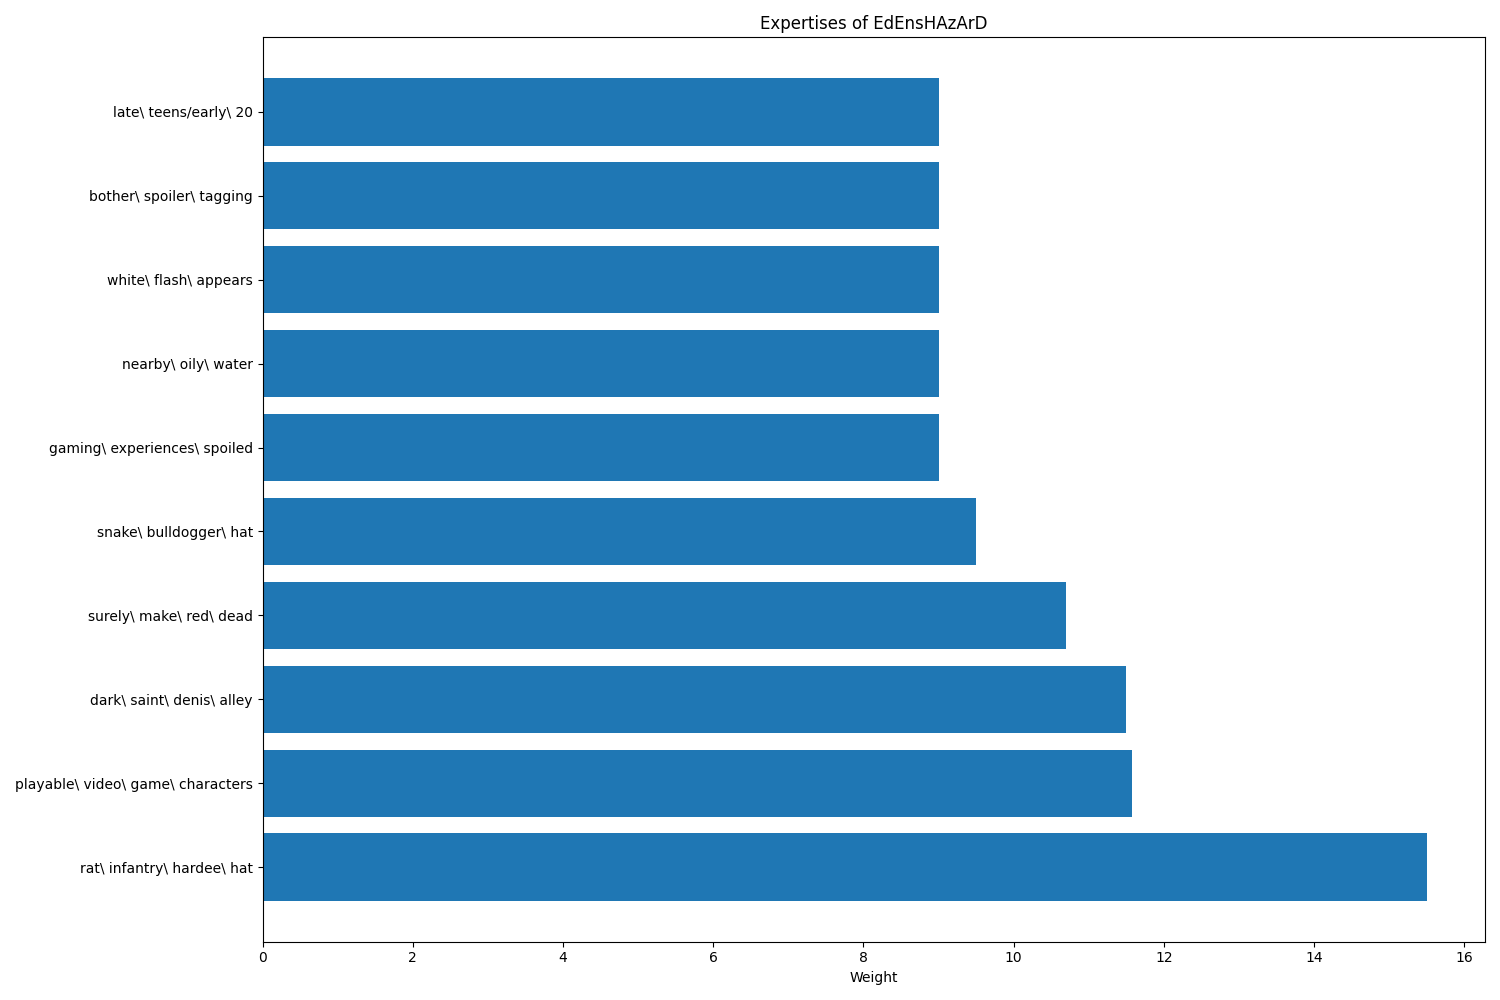 Expertises of EdEnsHAzArD
late\ teens/early\ 20
bother\ spoiler\ tagging
white\ flash\ appears
nearby\ oily\ water
gaming\ experiences\ spoiled
snake\ bulldogger\ hat
surely\ make\ red\ dead
dark\ saint\ denis\ alley
playable\ video\ game\ characters
rat\ infantry\ hardee\ hat
0 2 4 6 8 10 12 14 16
Weight